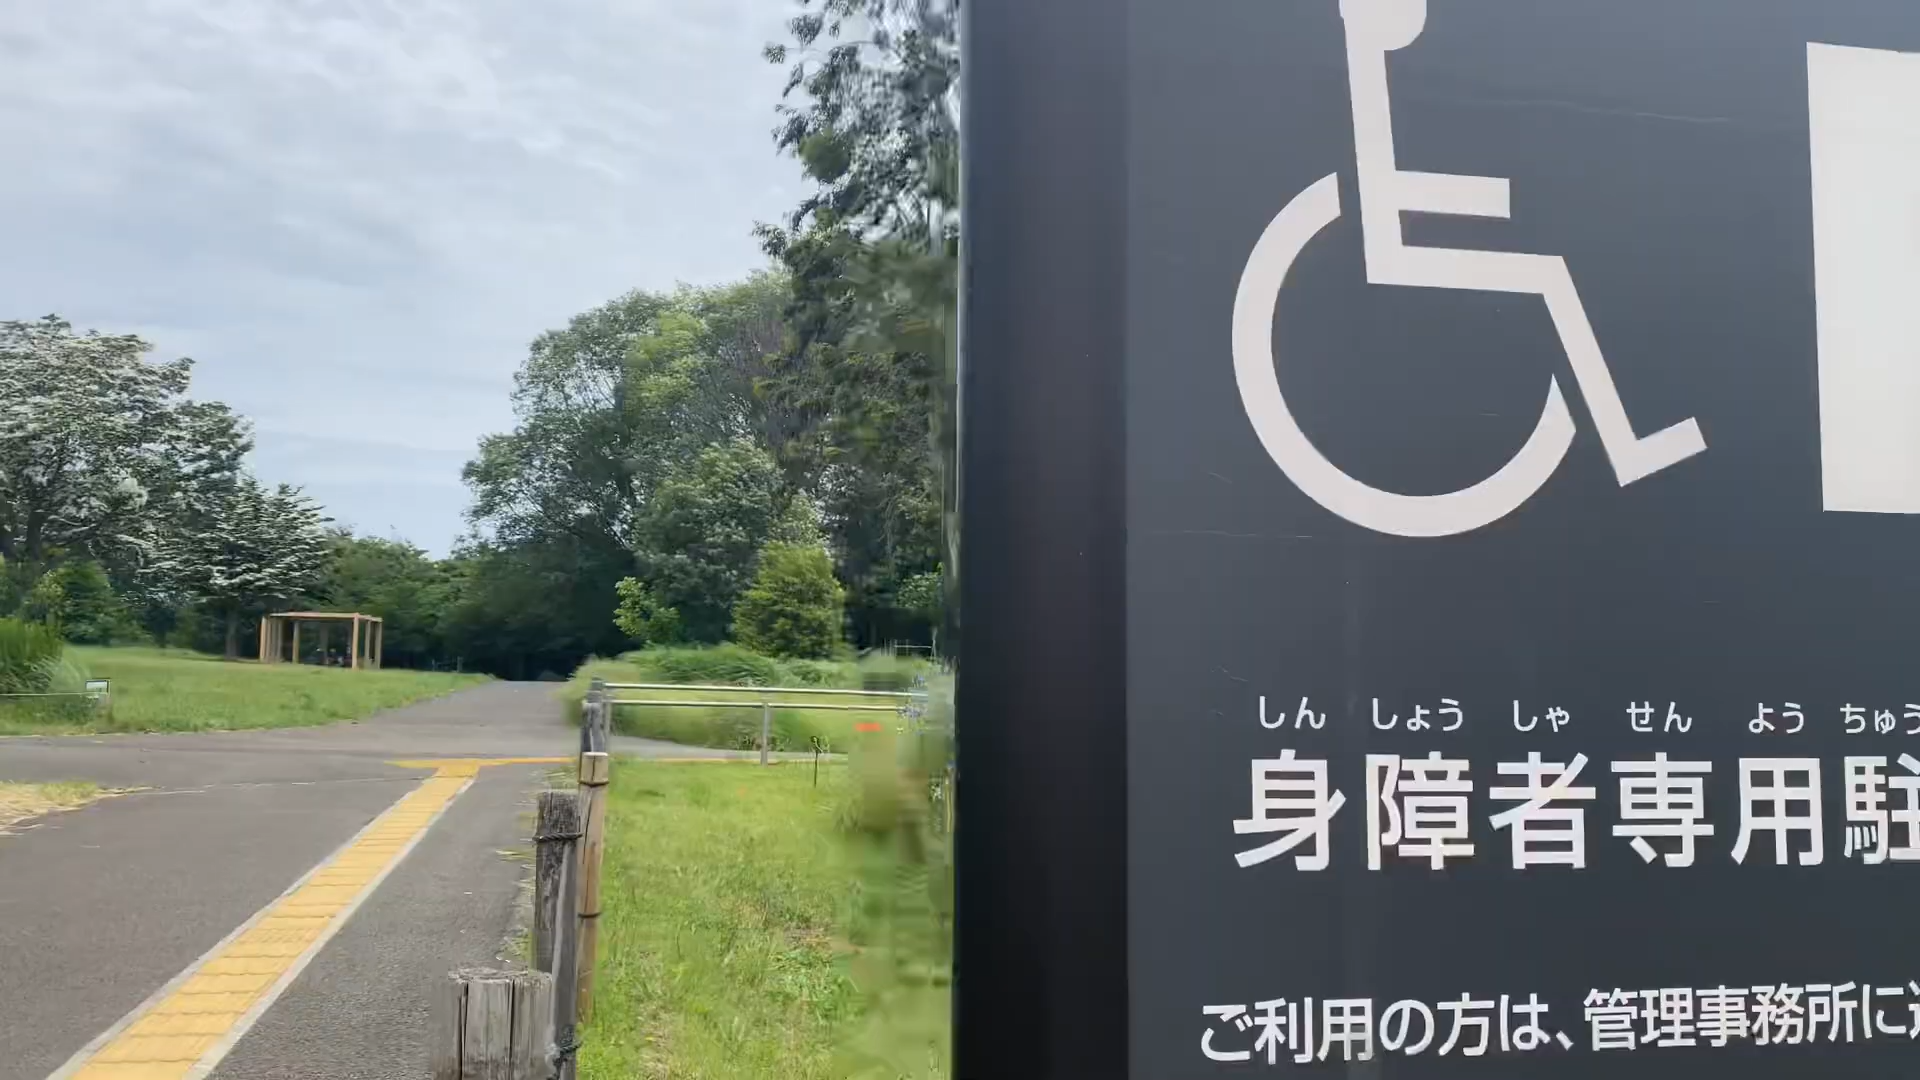 しん しょう しゃ せん よう ちゅう
身障者専用駐
ご利用の方は、管理事務所に